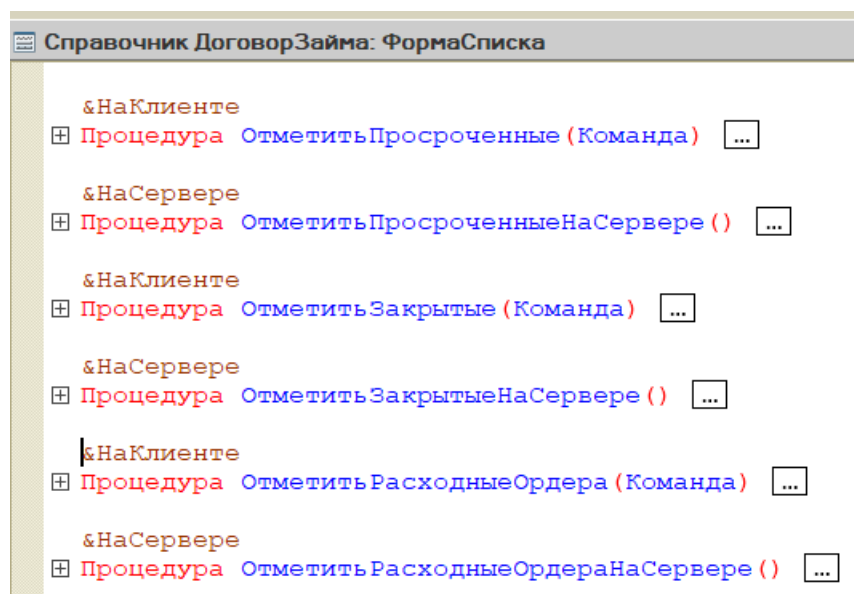 Справочник ДоговорЗайма: ФормаСписка
&НаКлиенте
Процедура ОтметитьПросроченные(Команда) ...
&НаСервере
Процедура ОтметитьПросроченныеНаСервере() ...
&НаКлиенте
Процедура ОтметитьЗакрытые(Команда) ...
&НаСервере
Процедура ОтметитьЗакрытыеНаСервере() ...
&НаКлиенте
Процедура ОтметитьРасходныеОрдера(Команда) ...
&НаСервере
Процедура ОтметитьРасходныеОрдераНаСервере() ...